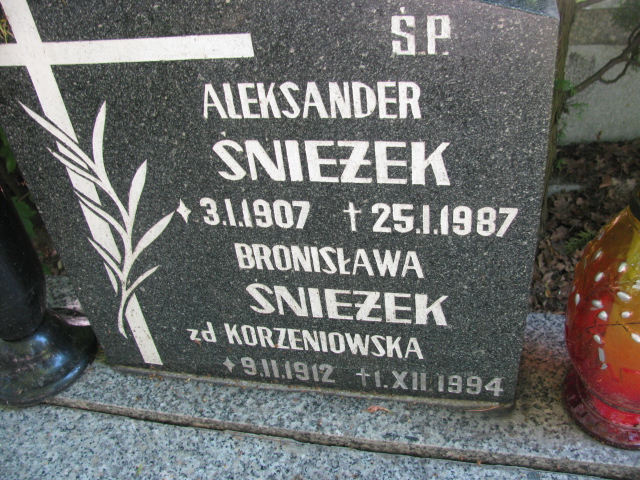 Ś.P.
ALEKSANDER
ŚNIEŻEK
3.I.1907 †25.I.1987
BRONISŁAWA
ŚNIEŻEK
zd KORZENIOWSKA
9.II.1912 †1.XII 1994